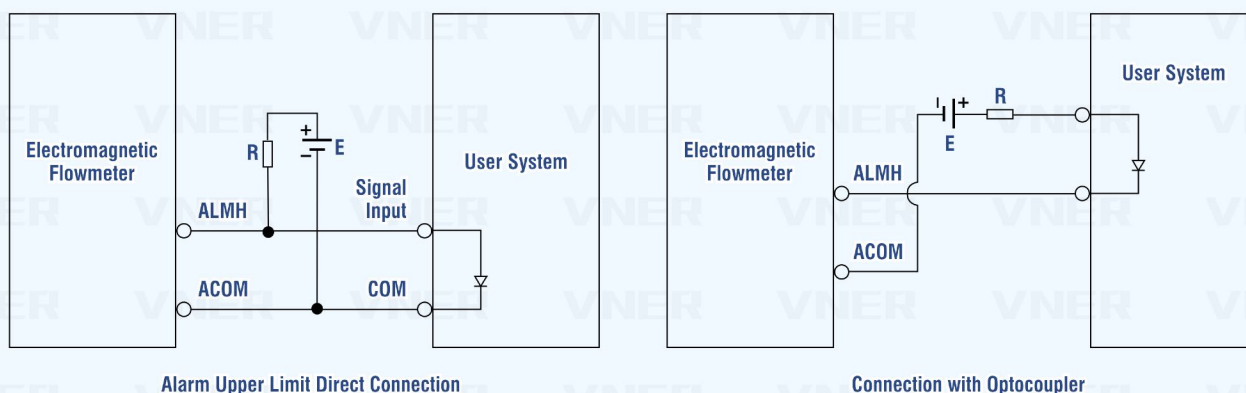 Electromagnetic
Flowmeter
R
+
-
E
ALMH
ACOM
Signal
Input
COM
User System
Alarm Upper Limit Direct Connection
Electromagnetic
Flowmeter
ALMH
ACOM
+
E
R
User System
Connection with Optocoupler
VNER